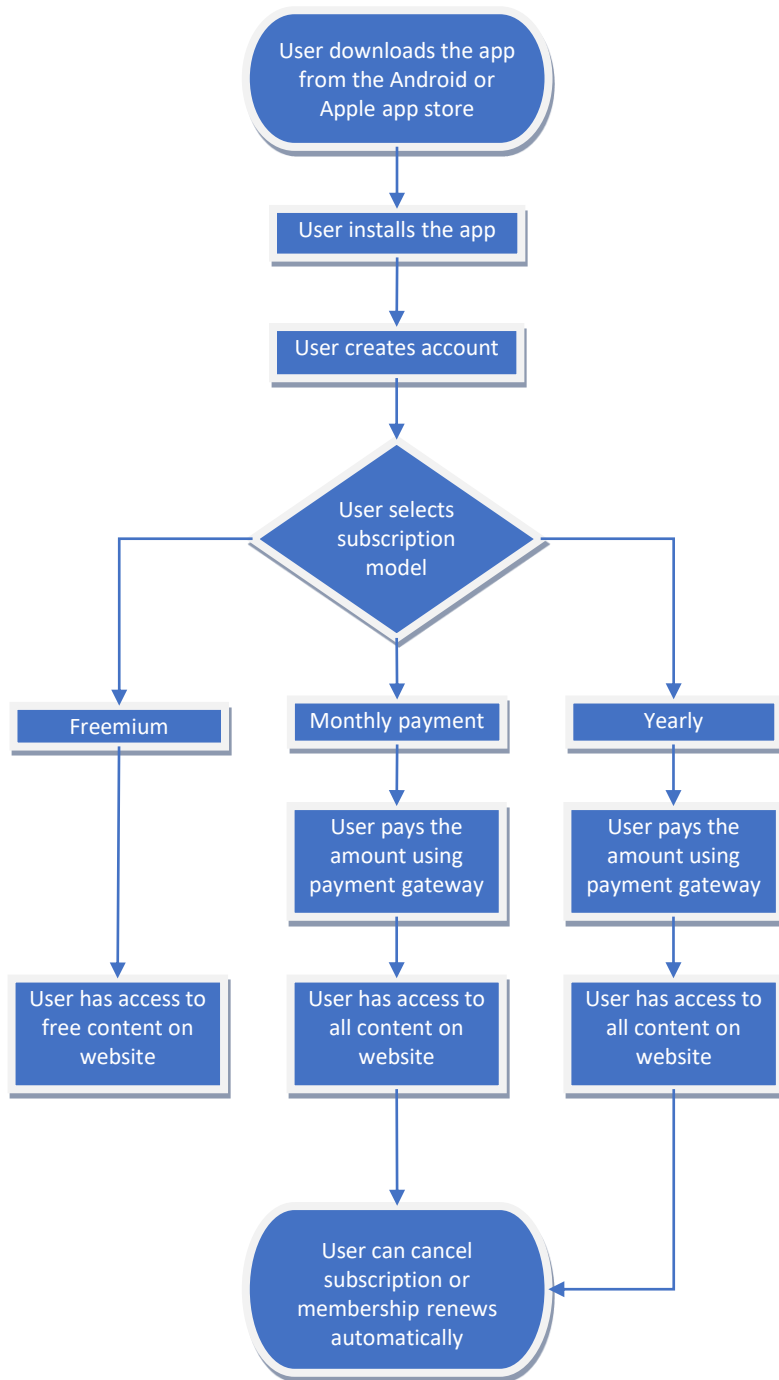 User downloads the app
from the Android or
Apple app store
User installs the app
User creates account
User selects
subscription
model
Freemium
Monthly payment
Yearly
User pays the
amount using
payment gateway
User pays the
amount using
payment gateway
User has access to
free content on
website
User has access to
all content on
website
User has access to
all content on
website
User can cancel
subscription or
membership renews
automatically